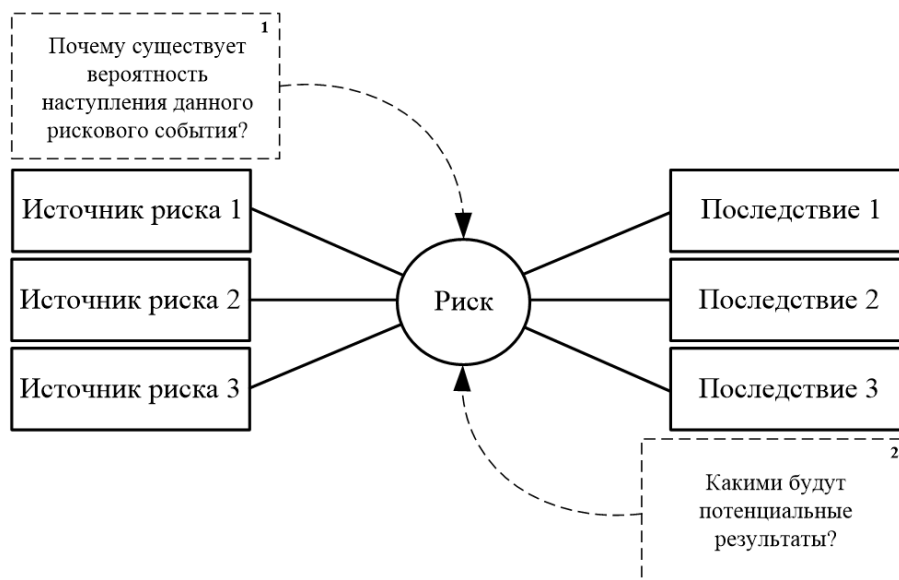 1
Почему существует
вероятность
наступления данного
рискового события?
Источник риска 1
Источник риска 2
Источник риска 3
Риск
Последствие 1
Последствие 2
Последствие 3
2
Какими будут
потенциальные
результаты?